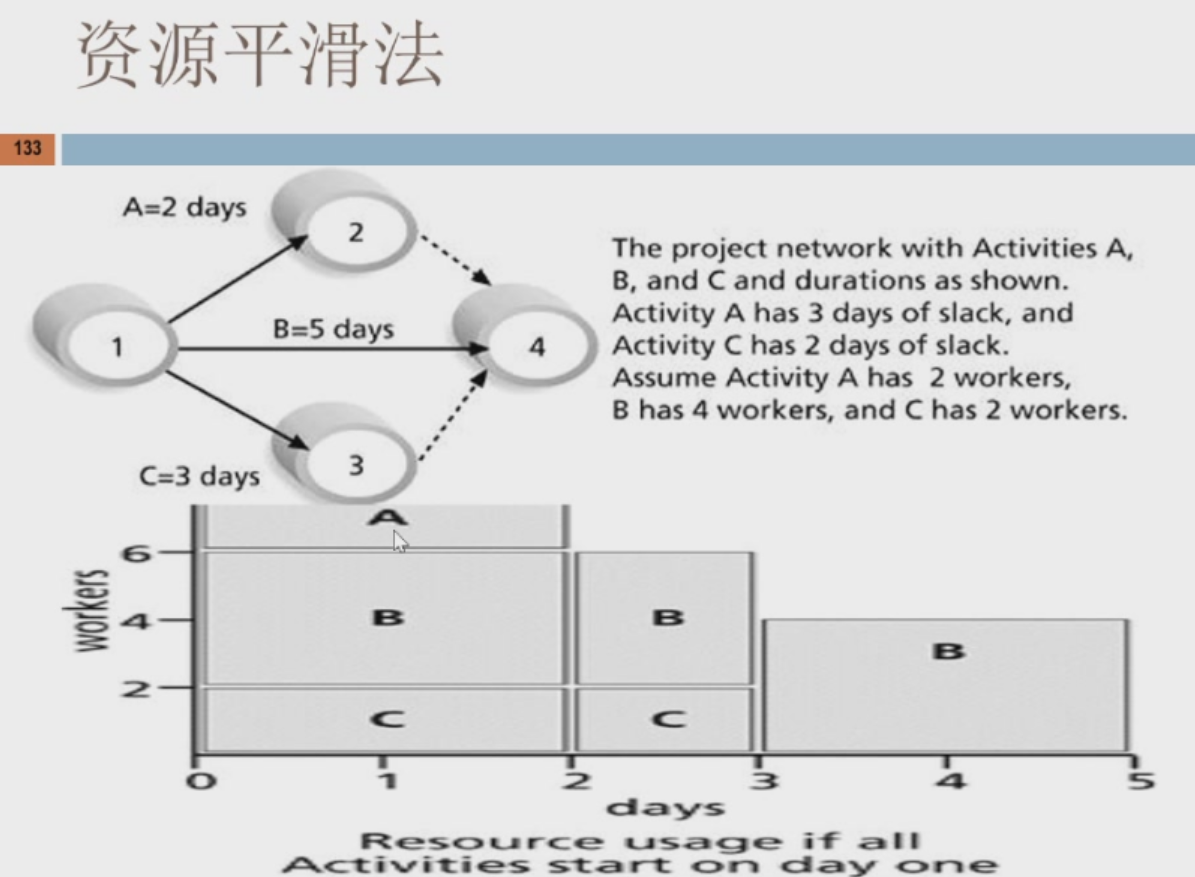 资源平滑法
133
A=2 days
2
The project network with Activities A,
B, and C and durations as shown.
Activity A has 3 days of slack, and
Activity C has 2 days of slack.
Assume Activity A has 2 workers,
B has 4 workers, and C has 2 workers.
1
B=5 days
4
C=3 days
3
A
6
workers
4
B
B
B
2
C
C
0 1 2 3 4 5
days
Resource usage if all
Activities start on day one